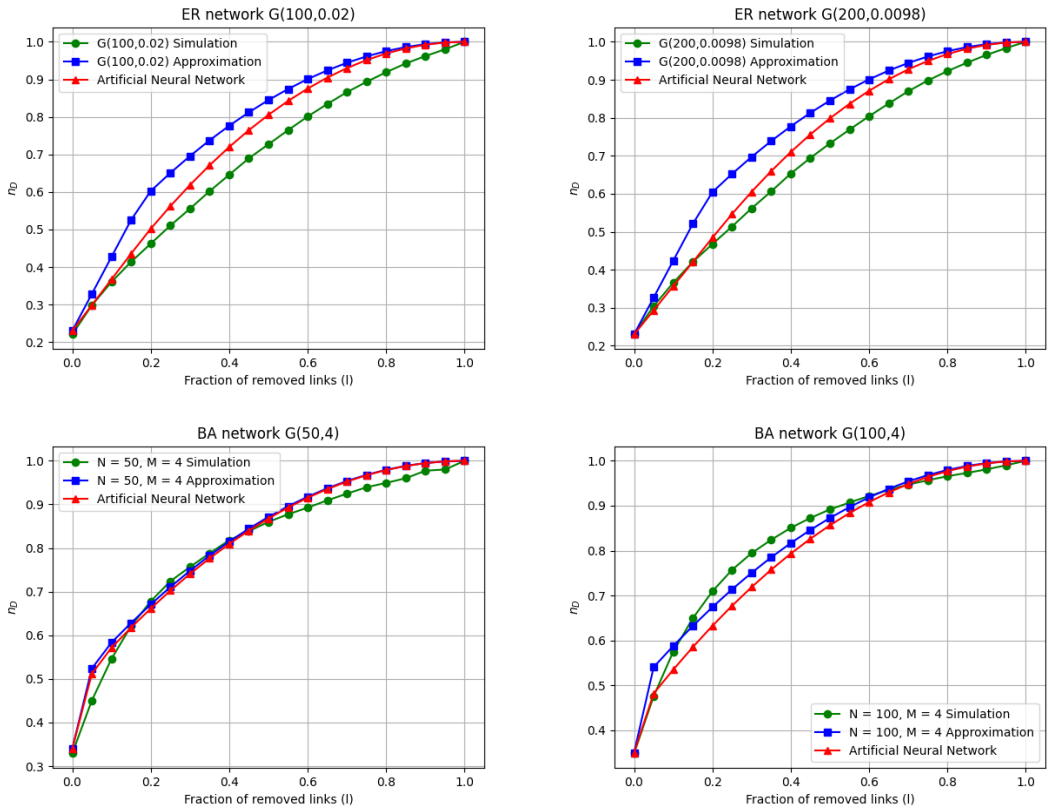 ER network G(100,0.02)
1.0
0.9
0.8
0.7
0.6
0.5
0.4
0.3
0.2
n_D
G(100,0.02) Simulation
G(100,0.02) Approximation
Artificial Neural Network
0.0 0.2 0.4 0.6 0.8 1.0
Fraction of removed links (l)
ER network G(200,0.0098)
1.0
0.9
0.8
0.7
0.6
0.5
0.4
0.3
0.2
n_D
G(200,0.0098) Simulation
G(200,0.0098) Approximation
Artificial Neural Network
0.0 0.2 0.4 0.6 0.8 1.0
Fraction of removed links (l)
BA network G(50,4)
1.0
0.9
0.8
0.7
0.6
0.5
0.4
0.3
n_D
N = 50, M = 4 Simulation
N = 50, M = 4 Approximation
Artificial Neural Network
0.0 0.2 0.4 0.6 0.8 1.0
Fraction of removed links (l)
BA network G(100,4)
1.0
0.9
0.8
0.7
0.6
0.5
0.4
n_D
N = 100, M = 4 Simulation
N = 100, M = 4 Approximation
Artificial Neural Network
0.0 0.2 0.4 0.6 0.8 1.0
Fraction of removed links (l)